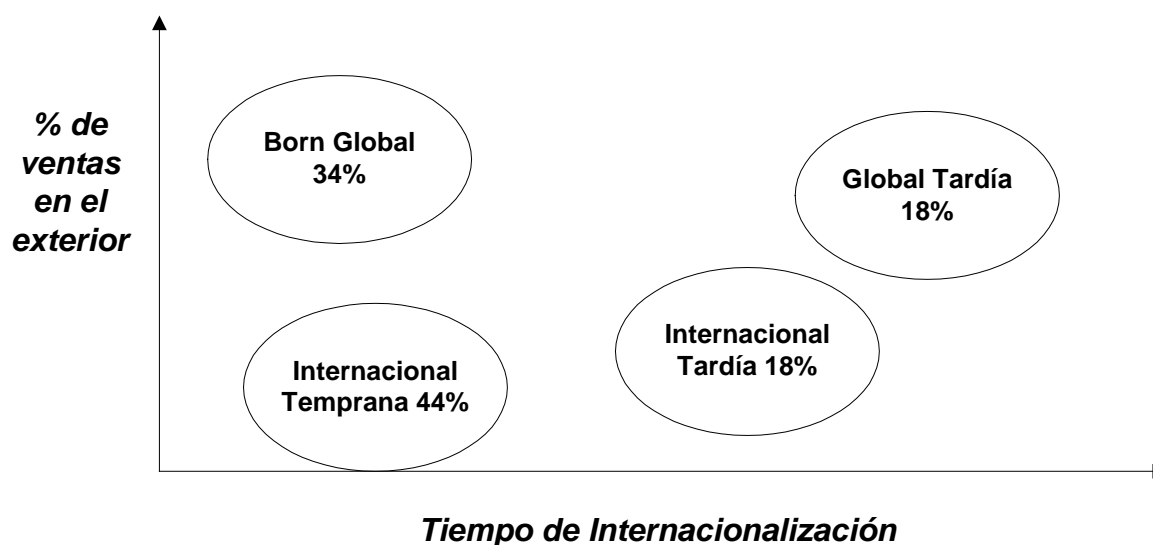 % de
ventas
en el
exterior
Born Global
34%
Global Tardía
18%
Internacional
Tardía 18%
Internacional
Temprana 44%
Tiempo de Internacionalización